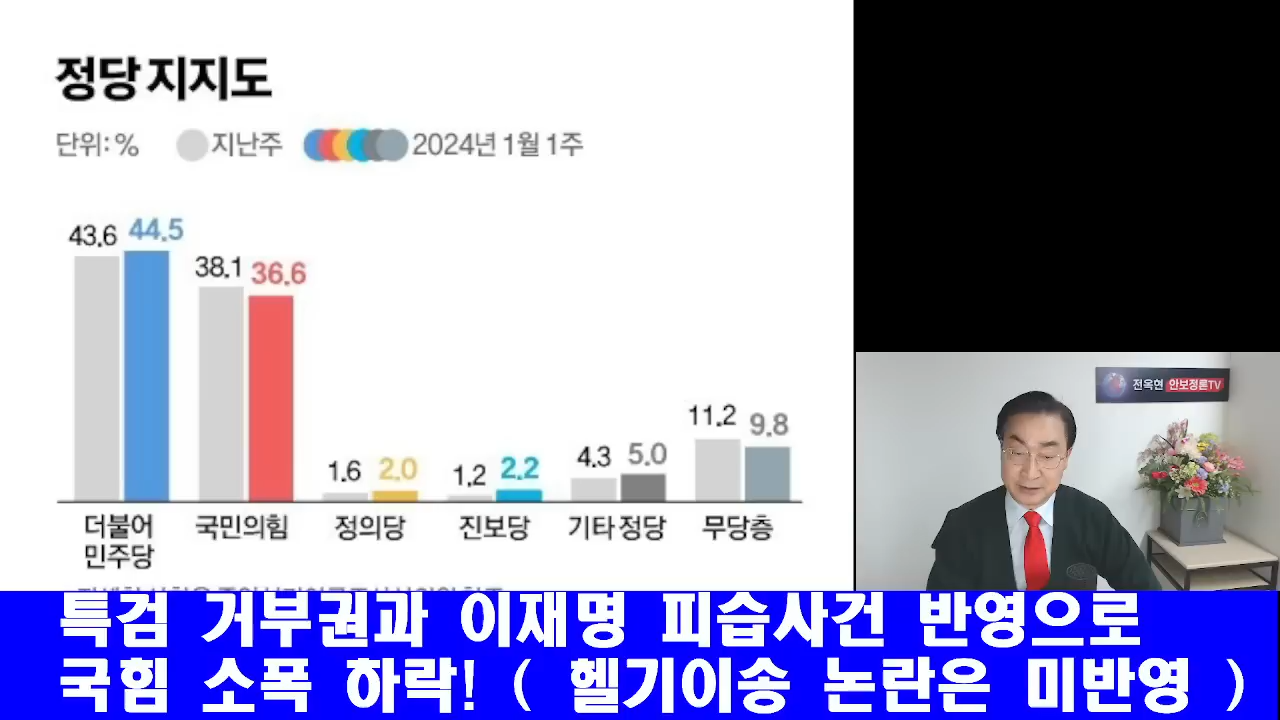 정당 지지도
단위: % 지난주 2024년 1월 1주
43.6 44.5
38.1 36.6
1.6 2.0
1.2 2.2
4.3 5.0
11.2 9.8
더불어
민주당
국민의힘
정의당
진보당
기타 정당
무당층
전옥현 안보정론TV
특검 거부권과 이재명 피습사건 반영으로
국힘 소폭 하락! ( 헬기이송 논란은 미반영 )